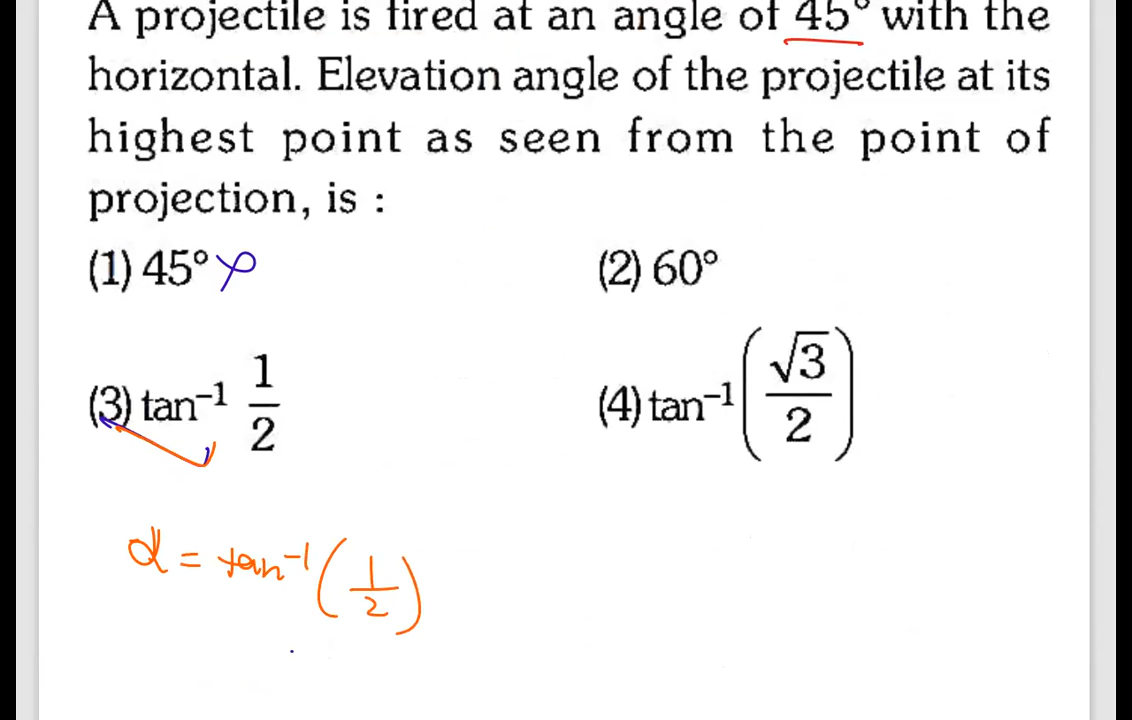 A projectile is fired at an angle of 45° with the
horizontal. Elevation angle of the projectile at its
highest point as seen from the point of
projection, is :
(1) 45° (2) 60°
(3) tan⁻¹ 1/2 (4) tan⁻¹ (√3/2)
α = tan⁻¹ (1/2)